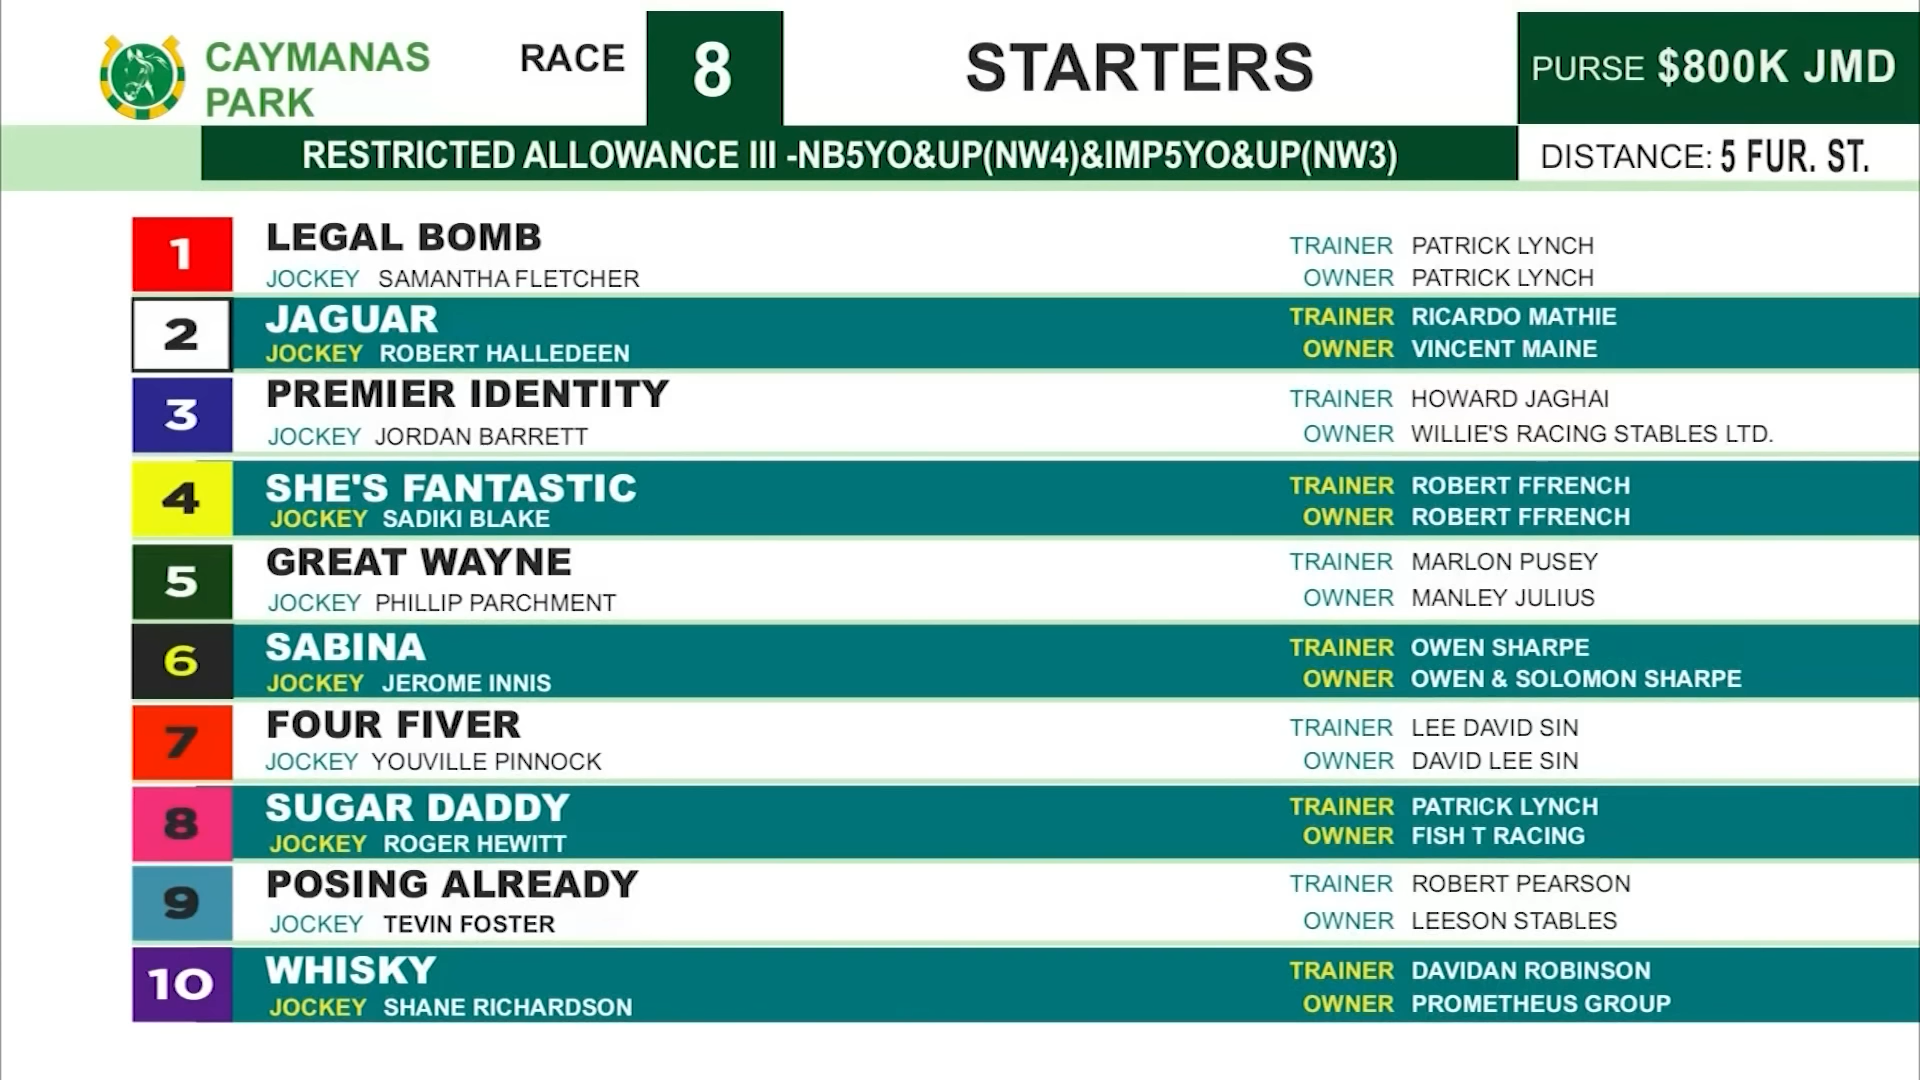 CAYMANAS PARK
RACE 8
STARTERS
PURSE $800K JMD
RESTRICTED ALLOWANCE III -NB5YO&UP(NW4)&IMP5YO&UP(NW3)
DISTANCE: 5 FUR. ST.
1 LEGAL BOMB
JOCKEY SAMANTHA FLETCHER
TRAINER PATRICK LYNCH
OWNER PATRICK LYNCH
2 JAGUAR
JOCKEY ROBERT HALLEDEEN
TRAINER RICARDO MATHIE
OWNER VINCENT MAINE
3 PREMIER IDENTITY
JOCKEY JORDAN BARRETT
TRAINER HOWARD JAGHAI
OWNER WILLIE'S RACING STABLES LTD.
4 SHE'S FANTASTIC
JOCKEY SADIKI BLAKE
TRAINER ROBERT FFRENCH
OWNER ROBERT FFRENCH
5 GREAT WAYNE
JOCKEY PHILLIP PARCHMENT
TRAINER MARLON PUSEY
OWNER MANLEY JULIUS
6 SABINA
JOCKEY JEROME INNIS
TRAINER OWEN SHARPE
OWNER OWEN & SOLOMON SHARPE
7 FOUR FIVER
JOCKEY YOUVILLE PINNOCK
TRAINER LEE DAVID SIN
OWNER DAVID LEE SIN
8 SUGAR DADDY
JOCKEY ROGER HEWITT
TRAINER PATRICK LYNCH
OWNER FISH T RACING
9 POSING ALREADY
JOCKEY TEVIN FOSTER
TRAINER ROBERT PEARSON
OWNER LEESON STABLES
10 WHISKY
JOCKEY SHANE RICHARDSON
TRAINER DAVIDAN ROBINSON
OWNER PROMETHEUS GROUP